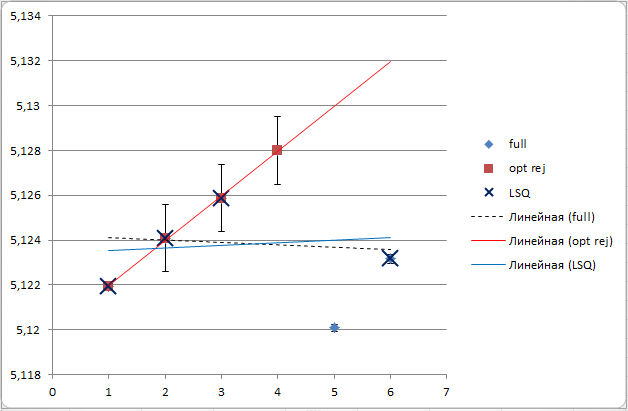 5,134
5,132
5,13
5,128
5,126
5,124
5,122
5,12
5,118
0 1 2 3 4 5 6 7
full
opt rej
LSQ
Линейная (full)
Линейная (opt rej)
Линейная (LSQ)